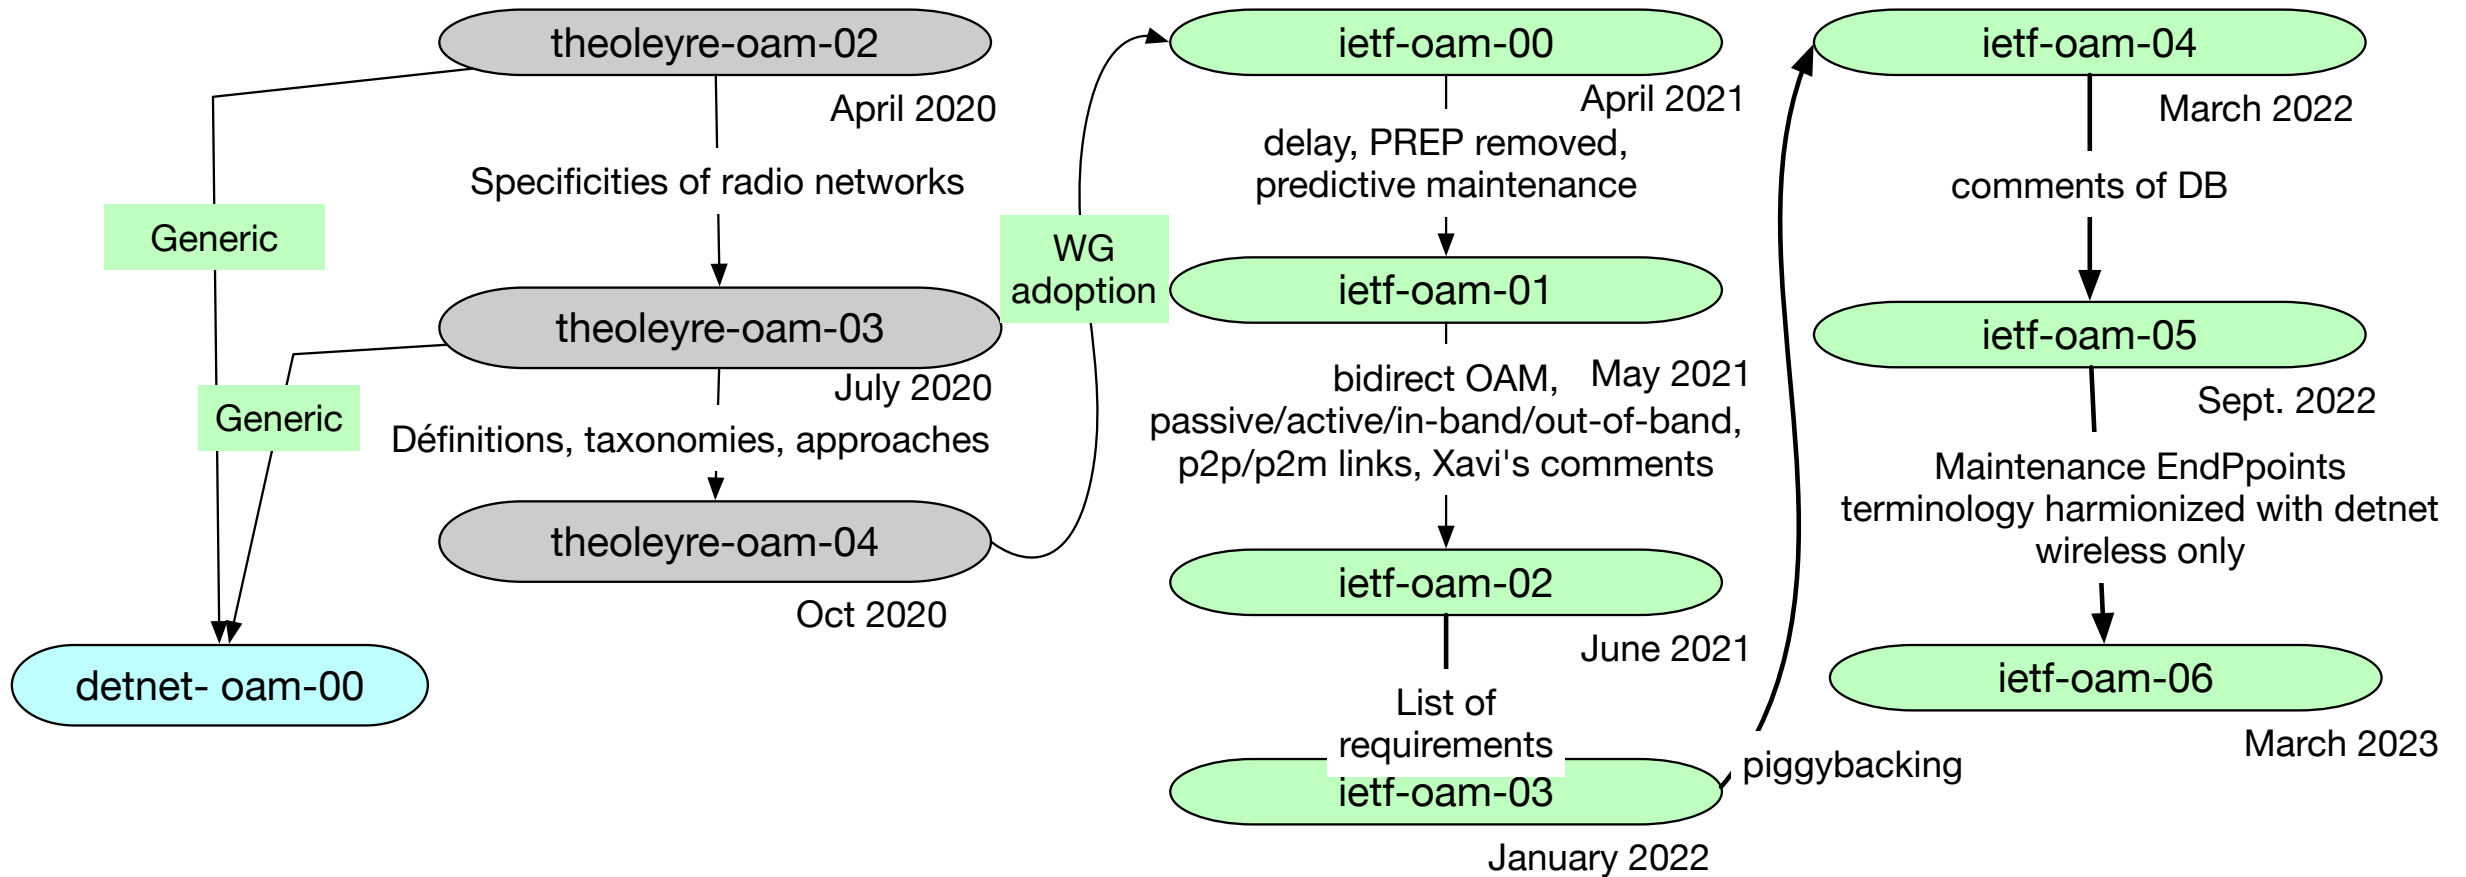 theoleyre-oam-02
April 2020
Specificities of radio networks
Generic
theoleyre-oam-03
July 2020
Generic
Définitions, taxonomies, approaches
theoleyre-oam-04
Oct 2020
detnet- oam-00
WG
adoption
ietf-oam-00
April 2021
delay, PREP removed,
predictive maintenance
ietf-oam-01
May 2021
bidirect OAM,
passive/active/in-band/out-of-band,
p2p/p2m links, Xavi's comments
ietf-oam-02
June 2021
List of
requirements
ietf-oam-03
January 2022
piggybacking
ietf-oam-04
March 2022
comments of DB
ietf-oam-05
Sept. 2022
Maintenance EndPpoints
terminology harmionized with detnet
wireless only
ietf-oam-06
March 2023